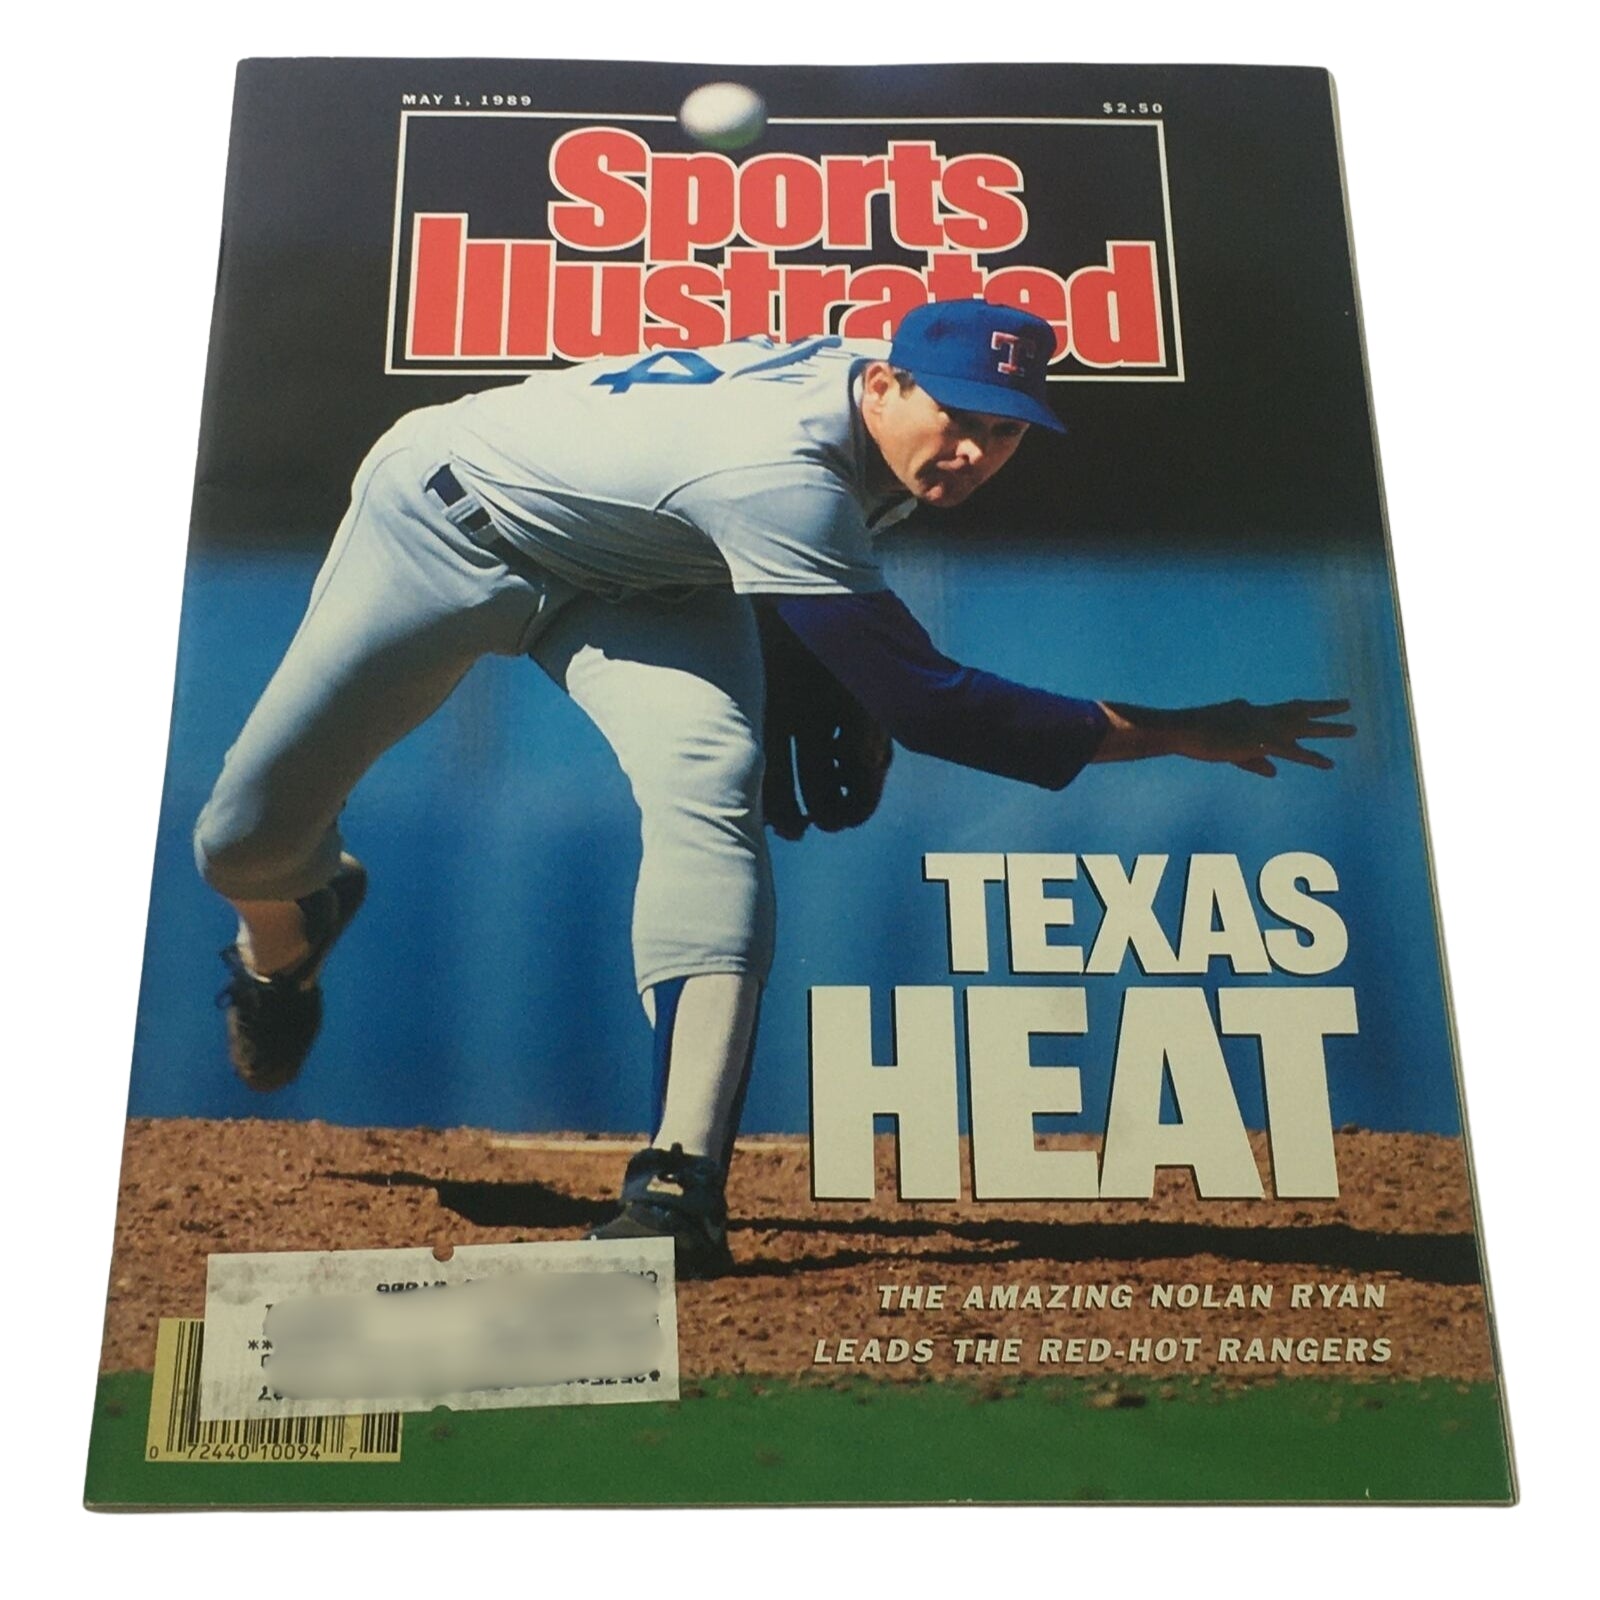 MAY 1, 1989
$2.50
Sports
Illustrated
T
TEXAS
HEAT
THE AMAZING NOLAN RYAN
LEADS THE RED-HOT RANGERS
0 72440 10094 7